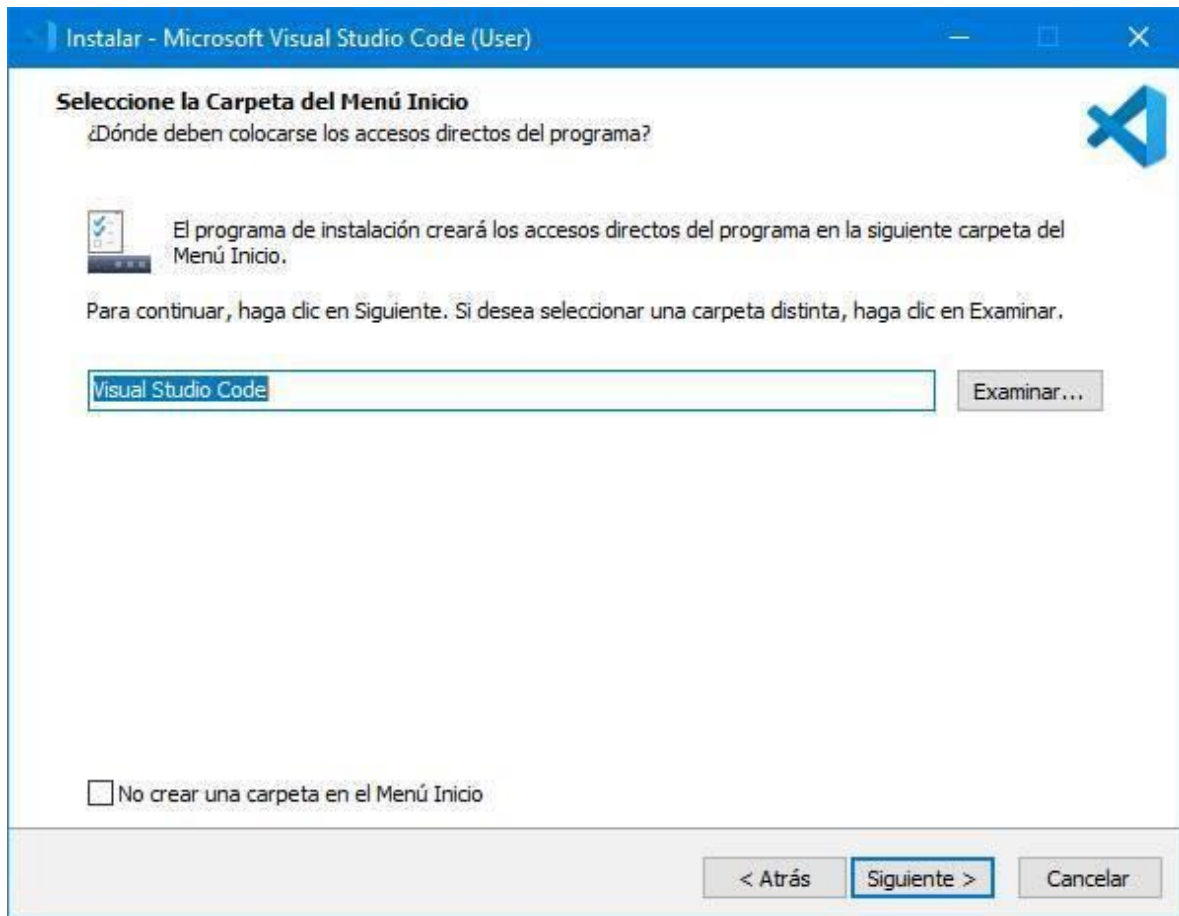 Instalar - Microsoft Visual Studio Code (User)
Seleccione la Carpeta del Menú Inicio
¿Dónde deben colocarse los accesos directos del programa?
El programa de instalación creará los accesos directos del programa en la siguiente carpeta del
Menú Inicio.
Para continuar, haga clic en Siguiente. Si desea seleccionar una carpeta distinta, haga clic en Examinar.
Visual Studio Code
Examinar...
No crear una carpeta en el Menú Inicio
< Atrás
Siguiente >
Cancelar